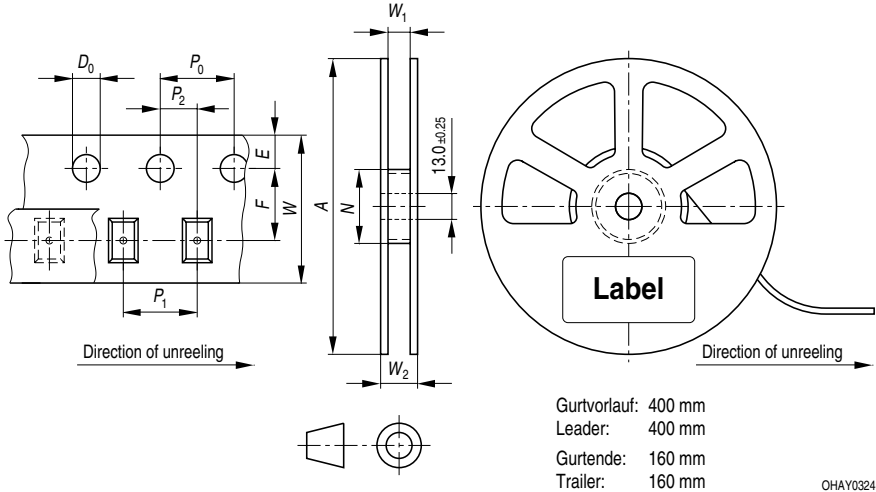 W1
D0
P0
P2
E
F
W
A
N
13.0 ±0.25
P1
Label
Direction of unreeling
W2
Direction of unreeling
Gurtvorlauf: 400 mm
Leader: 400 mm
Gurtende: 160 mm
Trailer: 160 mm
OHAY0324